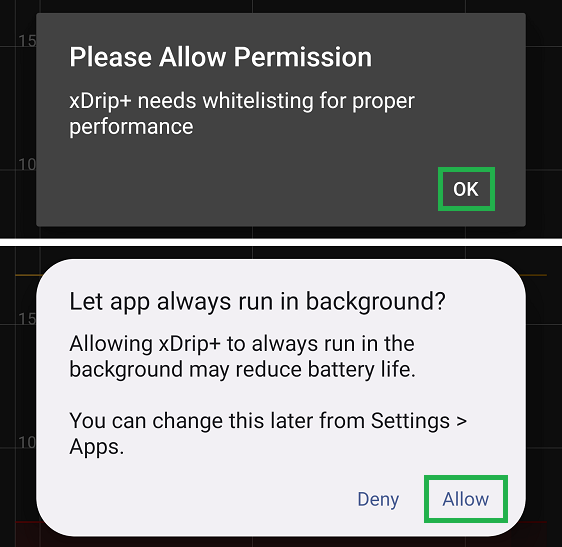 15
Please Allow Permission
xDrip+ needs whitelisting for proper
performance
10
OK
Let app always run in background?
15
Allowing xDrip+ to always run in the
background may reduce battery life.
You can change this later from Settings >
10
Apps.
Deny Allow